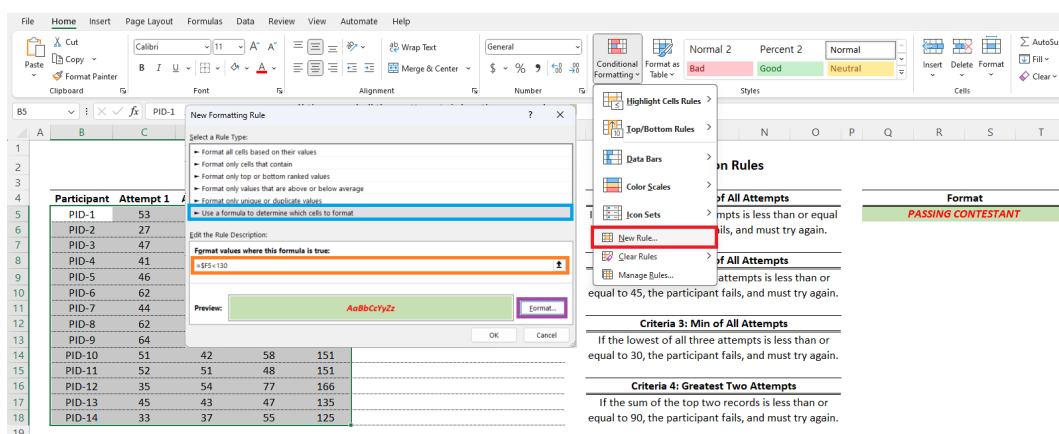 File Home Insert Page Layout Formulas Data Review View Automate Help
Paste
Cut
Copy
Format Painter
Clipboard
Calibri 11
B I U
Font
Wrap Text
Merge & Center
Alignment
General
$ % 9
Number
Conditional Formatting
Format as Table
Normal 2 Percent 2 Normal
Bad Good Neutral
Styles
Insert Delete Format
Cells
AutoSu
Fill
Clear
B5 fx PID-1
A B C N O P Q R S T
1
2
3
4 Participant Attempt 1 A
5 PID-1 53
6 PID-2 27
7 PID-3 47
8 PID-4 41
9 PID-5 46
10 PID-6 62
11 PID-7 44
12 PID-8 62
13 PID-9 64
14 PID-10 51 42 58 151
15 PID-11 52 51 48 151
16 PID-12 35 54 77 166
17 PID-13 45 43 47 135
18 PID-14 33 37 55 125
19
New Formatting Rule ? X
Select a Rule Type:
► Format all cells based on their values
► Format only cells that contain
► Format only top or bottom ranked values
► Format only values that are above or below average
► Format only unique or duplicate values
► Use a formula to determine which cells to format
Edit the Rule Description:
Format values where this formula is true:
=$F5<130
Preview: AaBbCcYyZz Format...
OK Cancel
Highlight Cells Rules >
Top/Bottom Rules >
Data Bars >
Color Scales >
Icon Sets >
New Rule...
Clear Rules >
Manage Rules...
on Rules
of All Attempts
mpts is less than or equal
ils, and must try again.
of All Attempts
attempts is less than or
equal to 45, the participant fails, and must try again.
Criteria 3: Min of All Attempts
If the lowest of all three attempts is less than or
equal to 30, the participant fails, and must try again.
Criteria 4: Greatest Two Attempts
If the sum of the top two records is less than or
equal to 90, the participant fails, and must try again.
Format
PASSING CONTESTANT